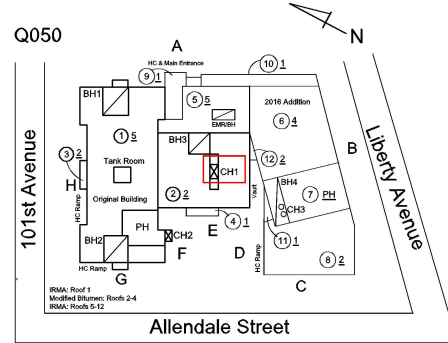 Q050
A
N
HC & Main Entrance
9 1
10 1
BH1
5 5
EMR/BH
2016 Addition
6 4
1 5
BH3
3 2
Tank Room
CH1
12 2
B
H
HC Ramp
Original Building
2 2
Vault
BH4
7 PH
CH3
PH
4 1
BH2
CH2
E
11 1
HC Ramp
F
D
HC Ramp
8 2
G
C
101st Avenue
Liberty Avenue
IRMA: Roof 1
Modified Bitumen: Roofs 2-4
IRMA: Roofs 5-12
Allendale Street